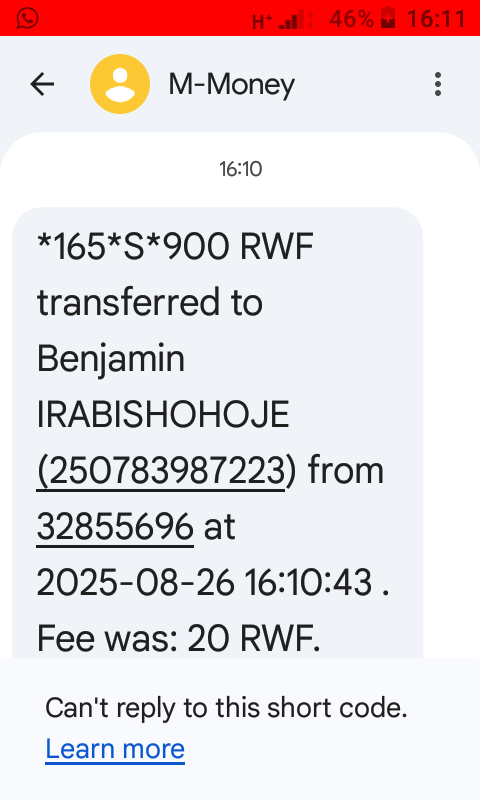 H+ 46% 16:11
M-Money
16:10
*165*S*900 RWF
transferred to
Benjamin
IRABISHOHOJE
(250783987223) from
32855696 at
2025-08-26 16:10:43 .
Fee was: 20 RWF.
Can't reply to this short code.
Learn more